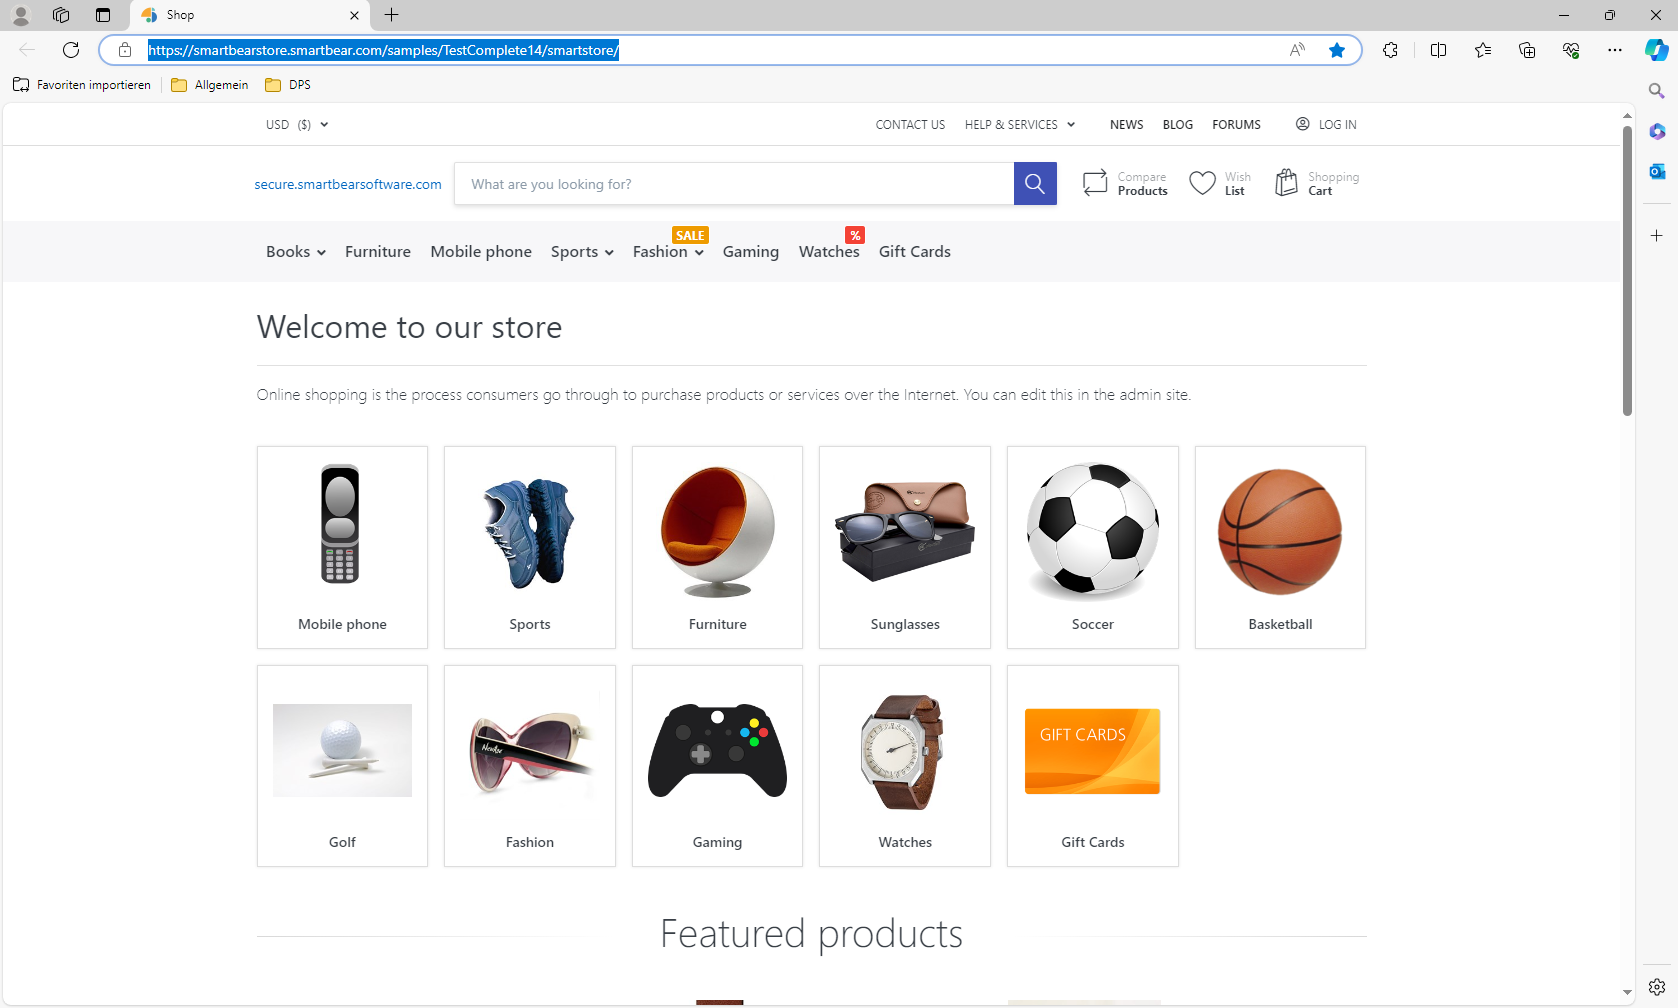 Shop
https://smartbearstore.smartbear.com/samples/TestComplete14/smartstore/
Favoriten importieren
Allgemein
DPS
USD ($)
CONTACT US
HELP & SERVICES
NEWS
BLOG
FORUMS
LOG IN
secure.smartbearsoftware.com
What are you looking for?
Compare
Products
Wish
List
Shopping
Cart
SALE
%
Books
Furniture
Mobile phone
Sports
Fashion
Gaming
Watches
Gift Cards
Welcome to our store
Online shopping is the process consumers go through to purchase products or services over the Internet. You can edit this in the admin site.
Mobile phone
Sports
Furniture
Sunglasses
Soccer
Basketball
GIFT CARDS
Golf
Fashion
Gaming
Watches
Gift Cards
Featured products